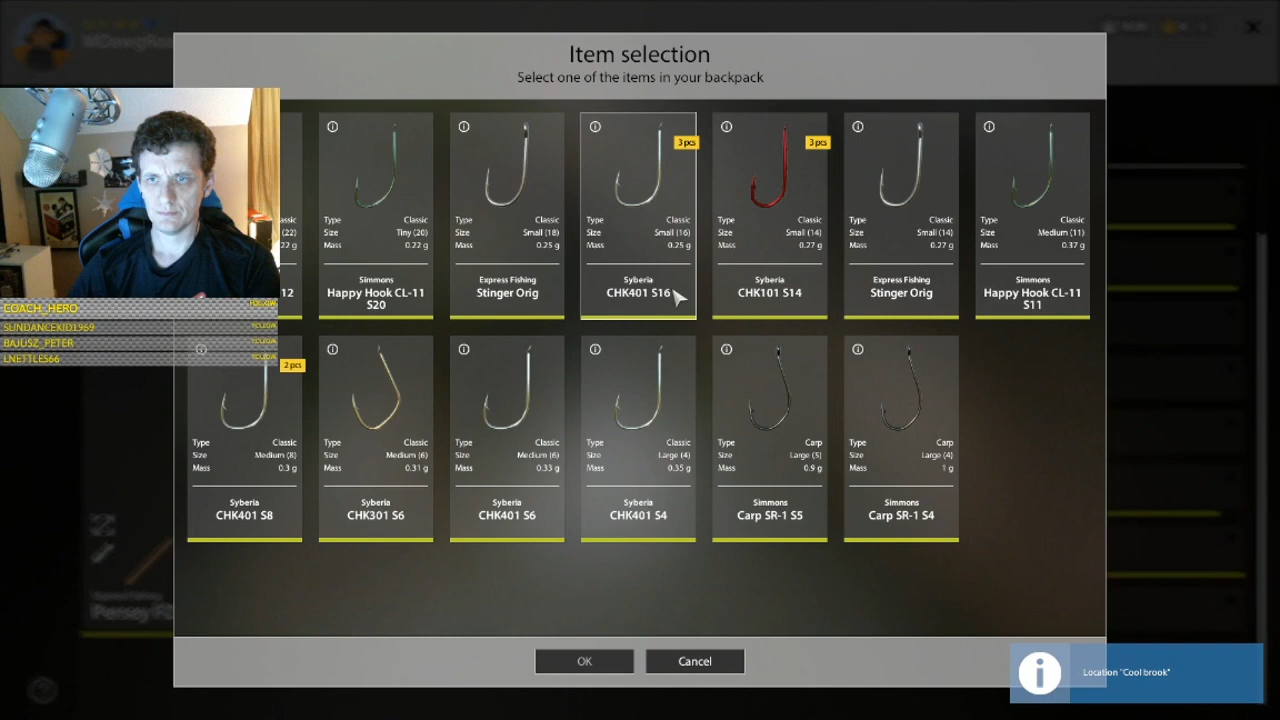 Item selection
Select one of the items in your backpack
3 pcs
3 pcs
Classic
(22)
22 g
12
Type Classic
Size Tiny (20)
Mass 0.22 g
Simmons
Happy Hook CL-11
S20
Type Classic
Size Small (18)
Mass 0.25 g
Express Fishing
Stinger Orig
Type Classic
Size Small (16)
Mass 0.25 g
Syberia
CHK401 S16
Type Classic
Size Small (14)
Mass 0.27 g
Syberia
CHK101 S14
Type Classic
Size Small (14)
Mass 0.27 g
Express Fishing
Stinger Orig
Type Classic
Size Medium (11)
Mass 0.37 g
Simmons
Happy Hook CL-11
S11
COACH_HERO FOLLOW
SUNDANCEKID1969 FOLLOW
BAJUSZ_PETER FOLLOW
LNETTLES66 FOLLOW
2 pcs
Type Classic
Size Medium (8)
Mass 0.3 g
Syberia
CHK401 S8
Type Classic
Size Medium (6)
Mass 0.31 g
Syberia
CHK301 S6
Type Classic
Size Medium (6)
Mass 0.33 g
Syberia
CHK401 S6
Type Classic
Size Large (4)
Mass 0.35 g
Syberia
CHK401 S4
Type Carp
Size Large (5)
Mass 0.9 g
Simmons
Carp SR-1 S5
Type Carp
Size Large (4)
Mass 1 g
Simmons
Carp SR-1 S4
OK
Cancel
Location "Cool brook"